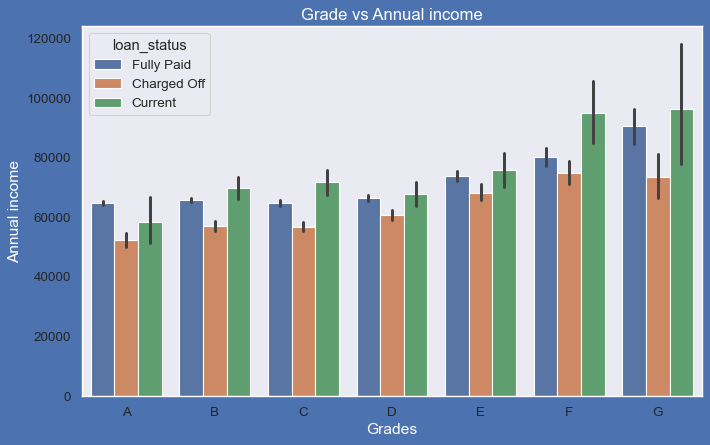 Grade vs Annual income
loan_status
Fully Paid
Charged Off
Current
120000
100000
80000
60000
40000
20000
0
Annual income
A B C D E F G
Grades